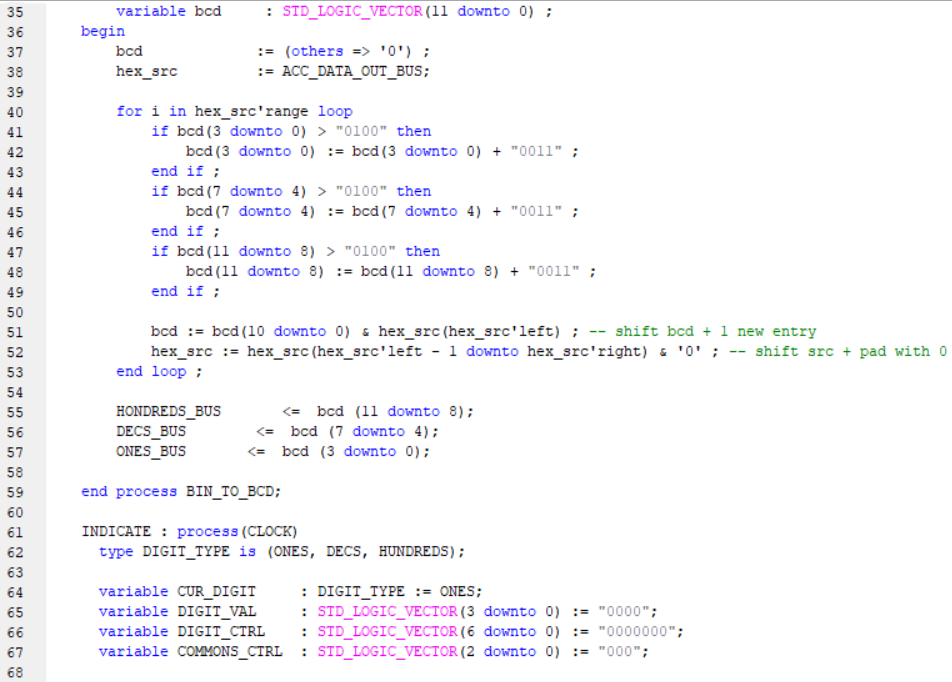 35 variable bcd : STD_LOGIC_VECTOR(11 downto 0) ;
36 begin
37 bcd := (others => '0') ;
38 hex_src := ACC_DATA_OUT_BUS;
39
40 for i in hex_src'range loop
41 if bcd(3 downto 0) > "0100" then
42 bcd(3 downto 0) := bcd(3 downto 0) + "0011" ;
43 end if ;
44 if bcd(7 downto 4) > "0100" then
45 bcd(7 downto 4) := bcd(7 downto 4) + "0011" ;
46 end if ;
47 if bcd(11 downto 8) > "0100" then
48 bcd(11 downto 8) := bcd(11 downto 8) + "0011" ;
49 end if ;
50
51 bcd := bcd(10 downto 0) & hex_src(hex_src'left) ; -- shift bcd + 1 new entry
52 hex_src := hex_src(hex_src'left - 1 downto hex_src'right) & '0' ; -- shift src + pad with 0
53 end loop ;
54
55 HONDREDS_BUS <= bcd (11 downto 8);
56 DECS_BUS <= bcd (7 downto 4);
57 ONES_BUS <= bcd (3 downto 0);
58
59 end process BIN_TO_BCD;
60
61 INDICATE : process(CLOCK)
62 type DIGIT_TYPE is (ONES, DECS, HUNDREDS);
63
64 variable CUR_DIGIT : DIGIT_TYPE := ONES;
65 variable DIGIT_VAL : STD_LOGIC_VECTOR(3 downto 0) := "0000";
66 variable DIGIT_CTRL : STD_LOGIC_VECTOR(6 downto 0) := "0000000";
67 variable COMMONS_CTRL : STD_LOGIC_VECTOR(2 downto 0) := "000";
68